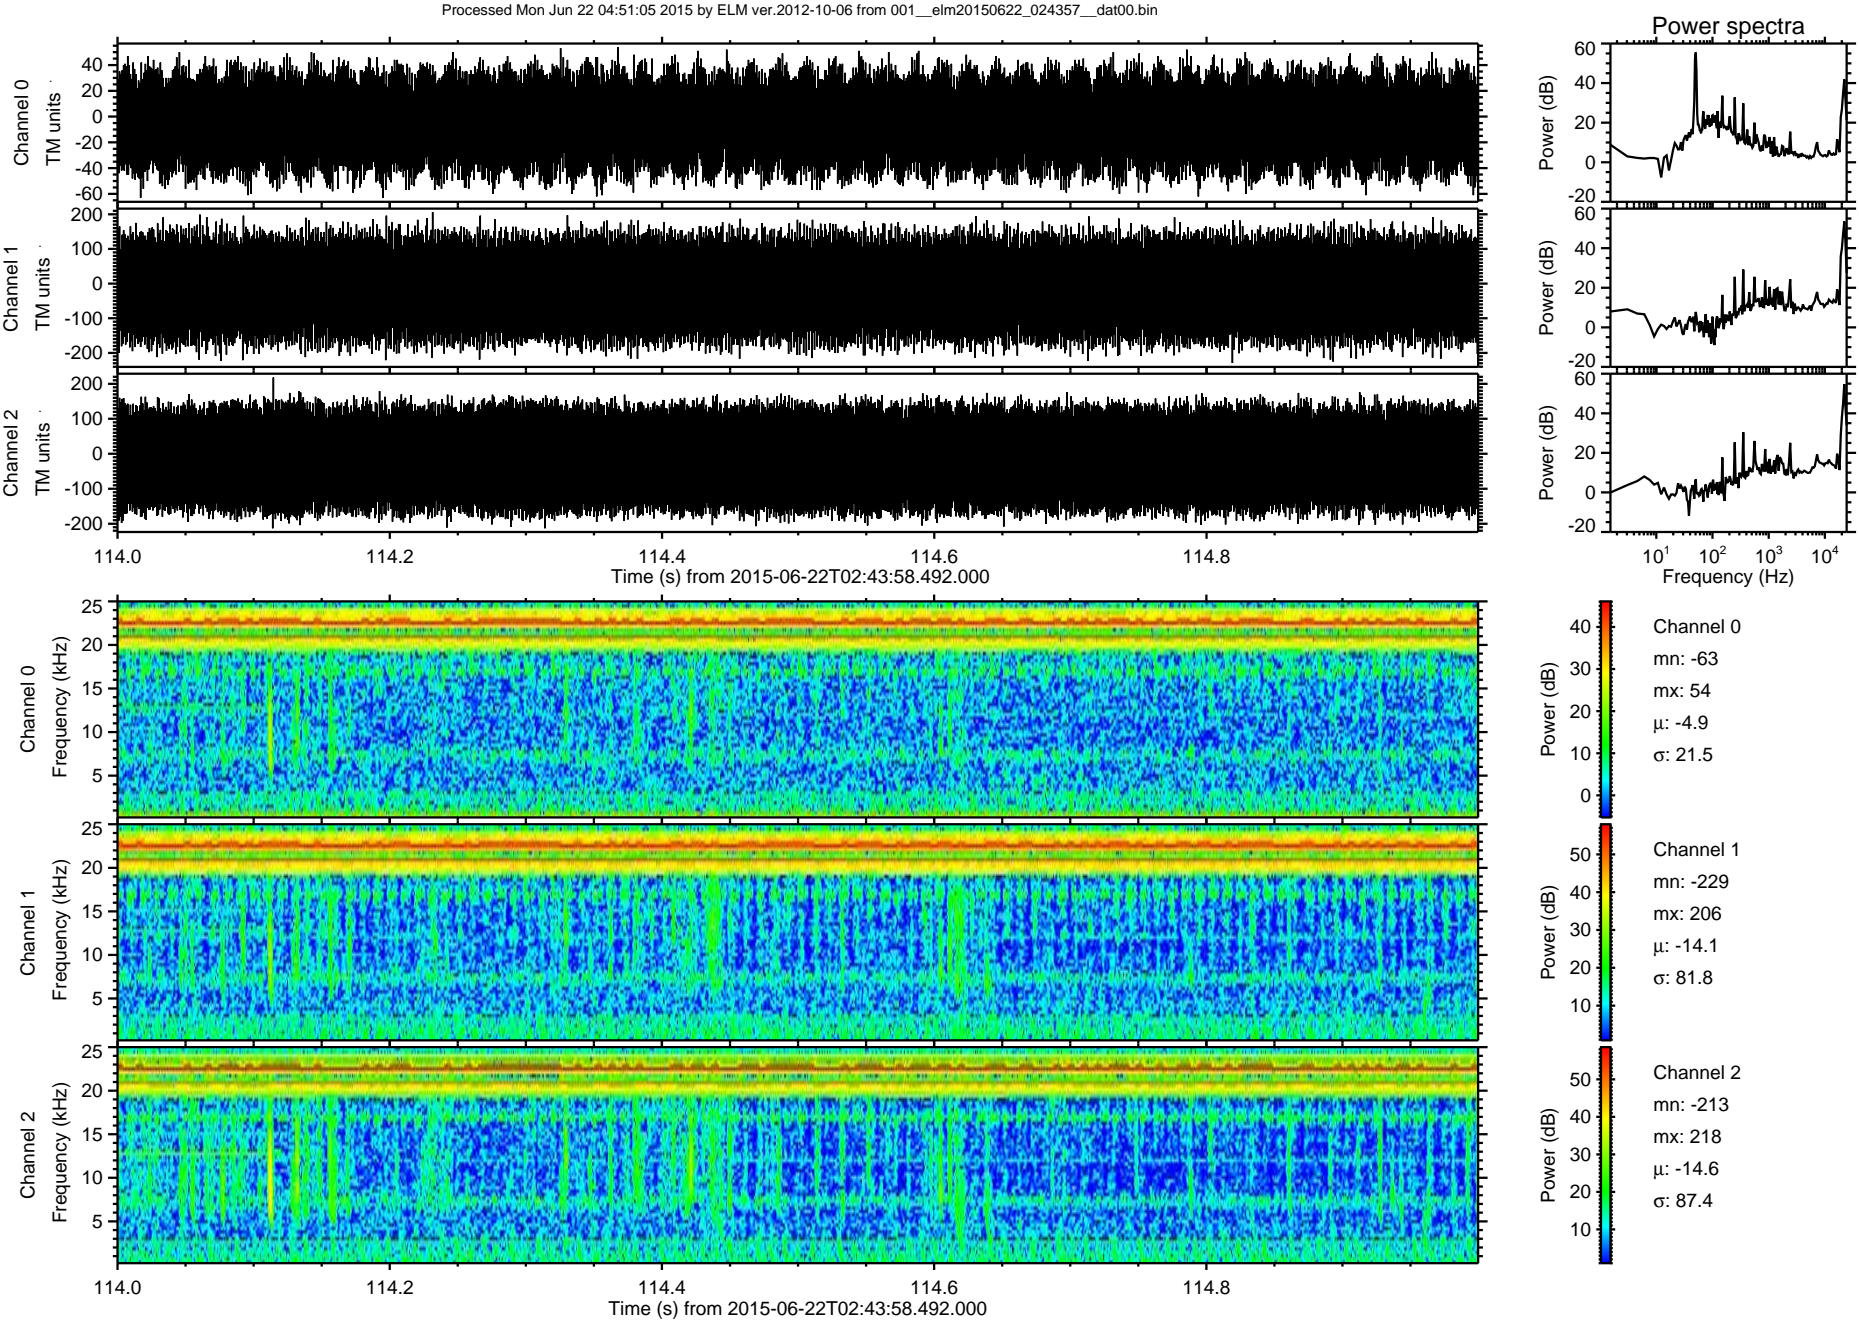 Processed Mon Jun 22 04:51:05 2015 by ELM ver.2012-10-06 from 001__elm20150622_024357__dat00.bin
Power spectra
Channel 0
TM units
40
20
0
-20
-40
-60
Power (dB)
60
40
20
0
-20
Channel 1
TM units
200
100
0
-100
-200
Power (dB)
60
40
20
0
-20
Channel 2
TM units
200
100
0
-100
-200
Power (dB)
60
40
20
0
-20
114.0 114.2 114.4 114.6 114.8
Time (s) from 2015-06-22T02:43:58.492.000
10¹ 10² 10³ 10⁴
Frequency (Hz)
Channel 0
Frequency (kHz)
25
20
15
10
5
Power (dB)
40
30
20
10
0
Channel 0
mn: -63
mx: 54
µ: -4.9
σ: 21.5
Channel 1
Frequency (kHz)
25
20
15
10
5
Power (dB)
50
40
30
20
10
Channel 1
mn: -229
mx: 206
µ: -14.1
σ: 81.8
Channel 2
Frequency (kHz)
25
20
15
10
5
Power (dB)
50
40
30
20
10
Channel 2
mn: -213
mx: 218
µ: -14.6
σ: 87.4
114.0 114.2 114.4 114.6 114.8
Time (s) from 2015-06-22T02:43:58.492.000